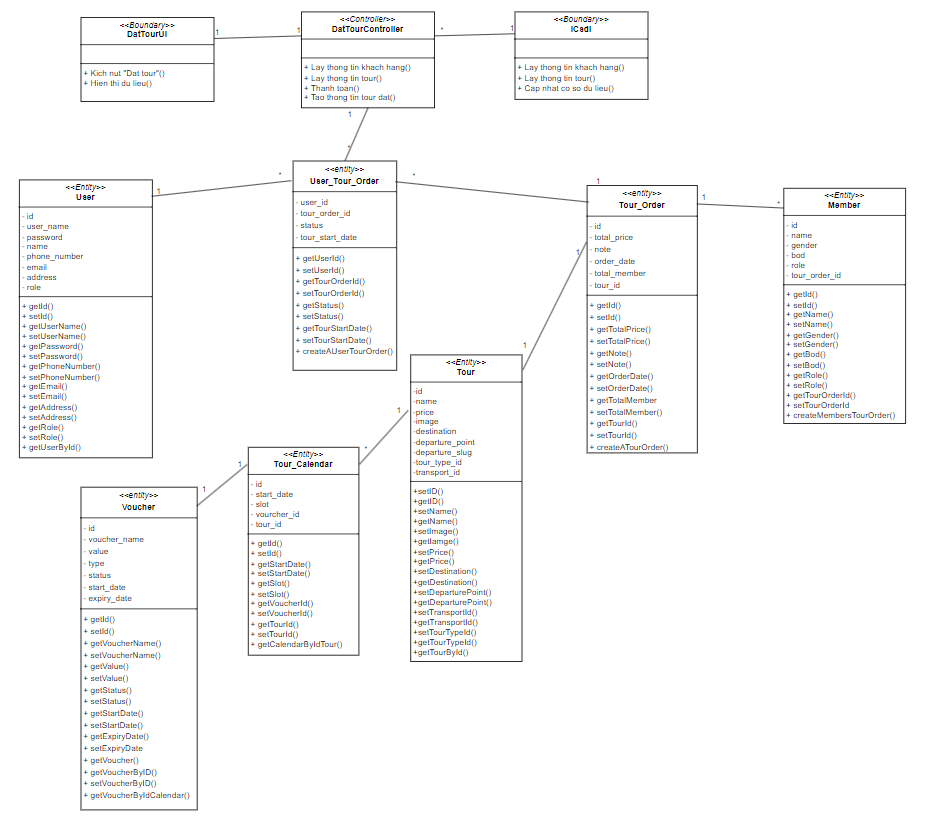 <<Boundary>>
DatTourUI
+ Kich nut "Dat tour"()
+ Hien thi du lieu()
1
1
<<Controller>>
DatTourController
+ Lay thong tin khach hang()
+ Lay thong tin tour()
+ Thanh toan()
+ Tao thong tin tour dat()
*
1
<<Boundary>>
ICsdl
+ Lay thong tin khach hang()
+ Lay thong tin tour()
+ Cap nhat co so du lieu()
1
*
<<Entity>>
User
- id
- user_name
- password
- name
- phone_number
- email
- address
- role
+ getId()
+ setId()
+ getUserName()
+ setUserName()
+ getPassword()
+ setPassword()
+ getPhoneNumber()
+ setPhoneNumber()
+ getEmail()
+ setEmail()
+ getAddress()
+ setAddress()
+ getRole()
+ setRole()
+ getUserById()
1
*
<<entity>>
User_Tour_Order
- user_id
- tour_order_id
- status
- tour_start_date
+ getUserId()
+ setUserId()
+ getTourOrderId()
+ setTourOrderId()
+ getStatus()
+ setStatus()
+ getTourStartDate()
+ setTourStartDate()
+ createAUserTourOrder()
*
1
<<entity>>
Tour_Order
- id
- total_price
- note
- order_date
- total_member
- tour_id
+ getId()
+ setId()
+ getTotalPrice()
+ setTotalPrice()
+ getNote()
+ setNote()
+ getOrderDate()
+ setOrderDate()
+ getTotalMember
+ setTotalMember()
+ getTourId()
+ setTourId()
+ createATourOrder()
1
*
<<Entity>>
Member
- id
- name
- gender
- bod
- role
- tour_order_id
+ getId()
+ setId()
+ getName()
+ setName()
+ getGender()
+ setGender()
+ getBod()
+ setBod()
+ getRole()
+ setRole()
+ getTourOrderId()
+ setTourOrderId
+ createMembersTourOrder()
1
1
<<Entity>>
Tour
-id
-name
-price
-image
-destination
-departure_point
-departure_slug
-tour_type_id
-transport_id
+setID()
+getID()
+setName()
+getName()
+setImage()
+getIamge()
+setPrice()
+getPrice()
+setDestination()
+getDestination()
+setDeparturePoint()
+getDeparturePoint()
+setTransportId()
+getTransportId()
+setTourTypeId()
+getTourTypeId()
+getTourById()
1
*
<<Entity>>
Tour_Calendar
- id
- start_date
- slot
- vourcher_id
- tour_id
+ getId()
+ setId()
+ getStartDate()
+ setStartDate()
+ getSlot()
+ setSlot()
+ getVoucherId()
+ setVoucherId()
+ getTourId()
+ setTourId()
+ getCalendarByIdTour()
1
1
<<entity>>
Voucher
- id
- voucher_name
- value
- type
- status
- start_date
- expiry_date
+ getId()
+ setId()
+ getVoucherName()
+ setVoucherName()
+ getValue()
+ setValue()
+ getStatus()
+ setStatus()
+ getStartDate()
+ setStartDate()
+ getExpiryDate()
+ setExpiryDate
+ getVoucher()
+ getVoucherByID()
+ setVoucherByID()
+ getVoucherByIdCalendar()